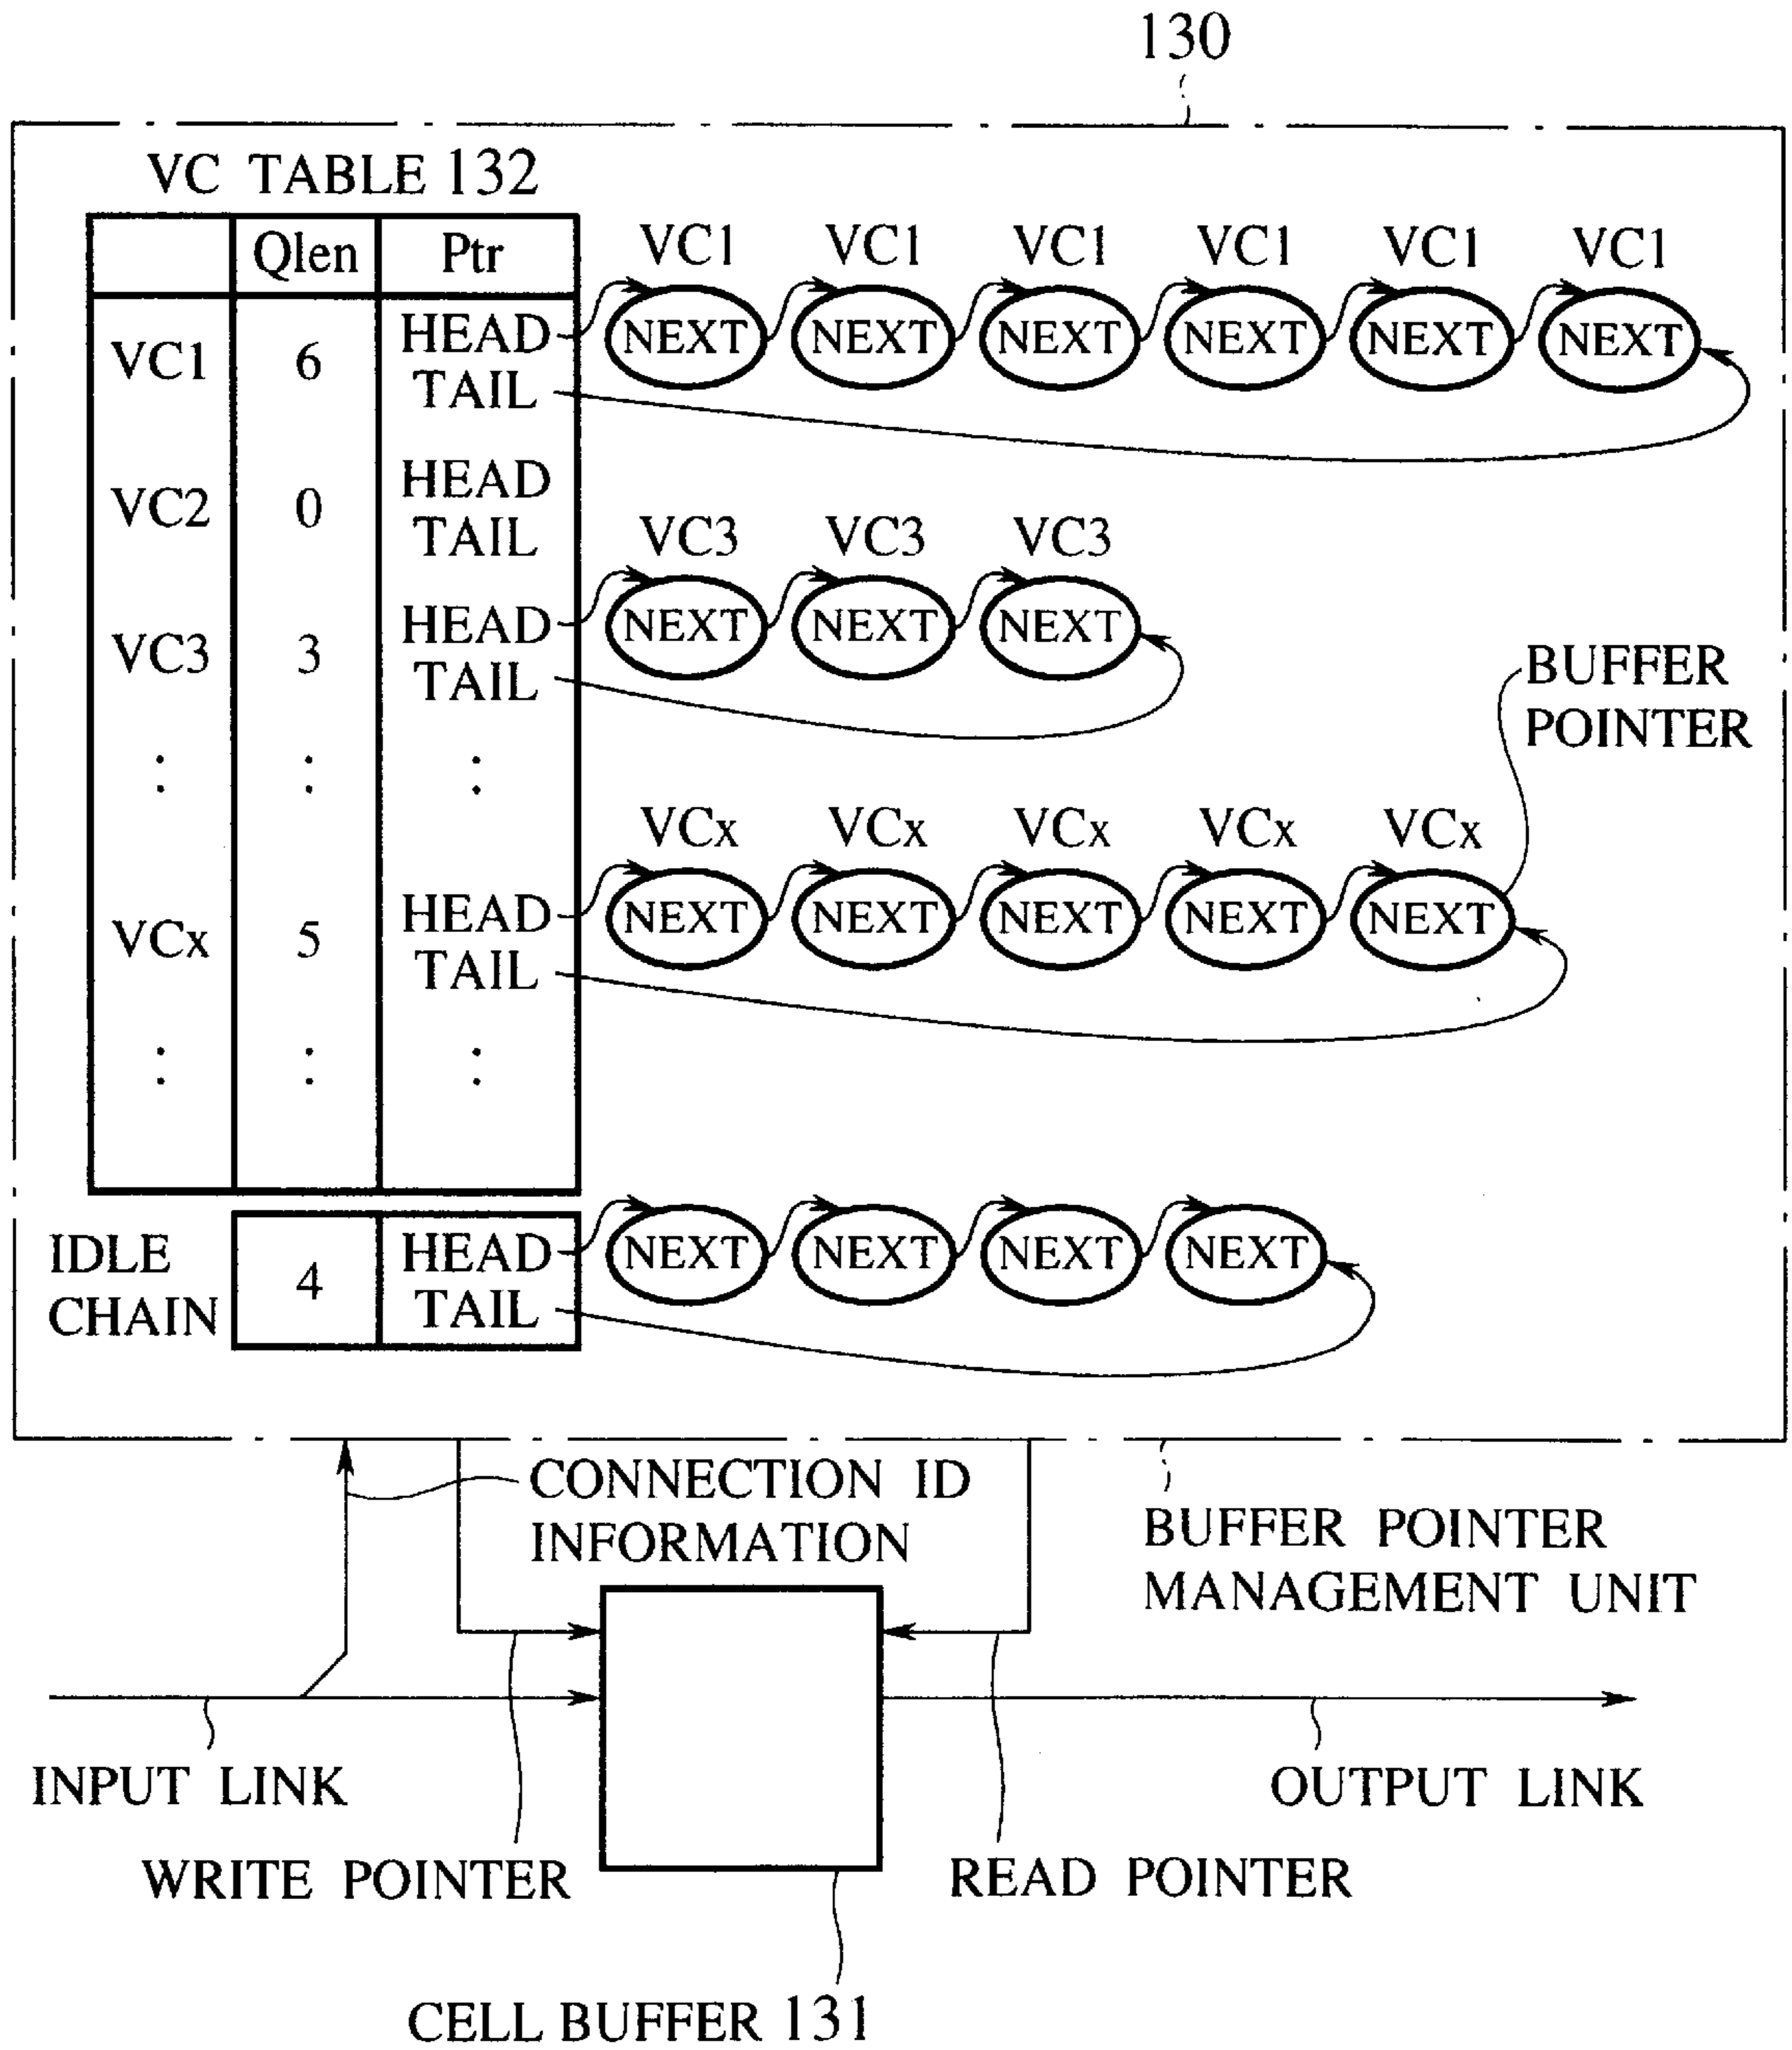 130
VC TABLE 132
Qlen Ptr
VC1 VC1 VC1 VC1 VC1 VC1
VC1 6 HEAD NEXT NEXT NEXT NEXT NEXT NEXT
TAIL
VC2 0 HEAD
TAIL
VC3 VC3 VC3
VC3 3 HEAD NEXT NEXT NEXT
TAIL
BUFFER
POINTER
: : :
VCx VCx VCx VCx VCx
VCx 5 HEAD NEXT NEXT NEXT NEXT NEXT
TAIL
: : :
IDLE
CHAIN
4 HEAD NEXT NEXT NEXT NEXT
TAIL
CONNECTION ID
INFORMATION
BUFFER POINTER
MANAGEMENT UNIT
INPUT LINK
OUTPUT LINK
WRITE POINTER
READ POINTER
CELL BUFFER 131